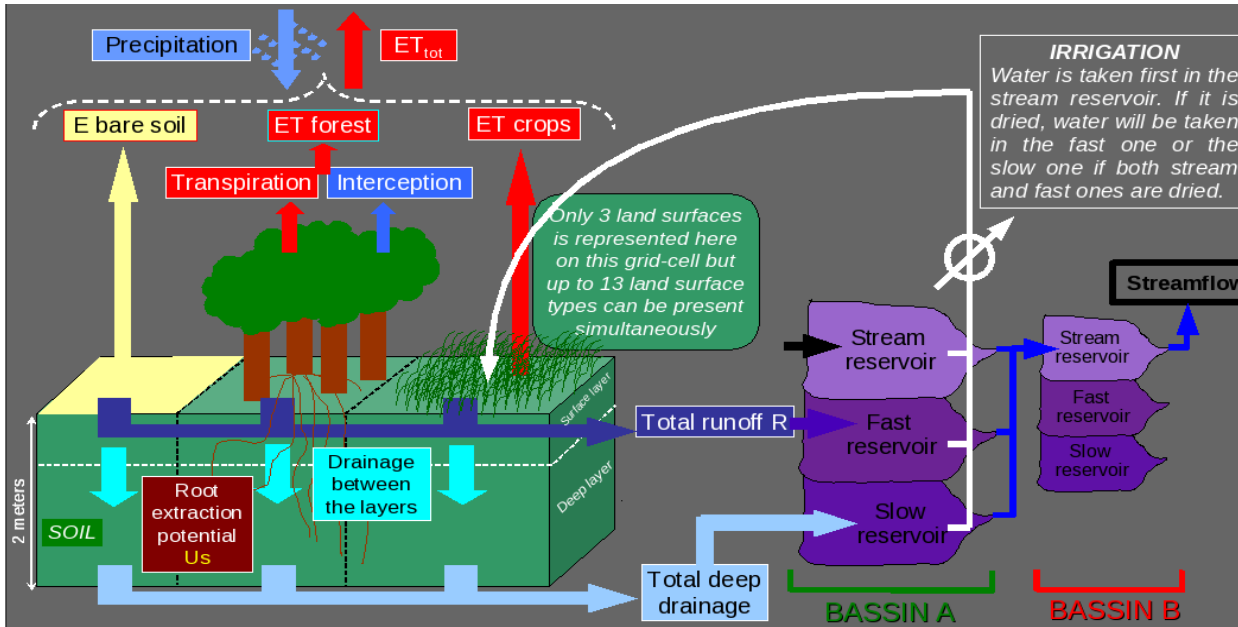 Precipitation
ET tot
IRRIGATION
Water is taken first in the
stream reservoir. If it is
dried, water will be taken
in the fast one or the
slow one if both stream
and fast ones are dried.
E bare soil
ET forest
ET crops
Transpiration
Interception
Only 3 land surfaces
is represented here
on this grid-cell but
up to 13 land surface
types can be present
simultaneously
Streamflow
Stream
reservoir
Stream
reservoir
Surface layer
Total runoff R
Fast
reservoir
Fast
reservoir
Drainage
between
the layers
Deep layer
Slow
reservoir
2 meters
SOIL
Root
extraction
potential
Us
Slow
reservoir
Total deep
drainage
BASSIN A
BASSIN B